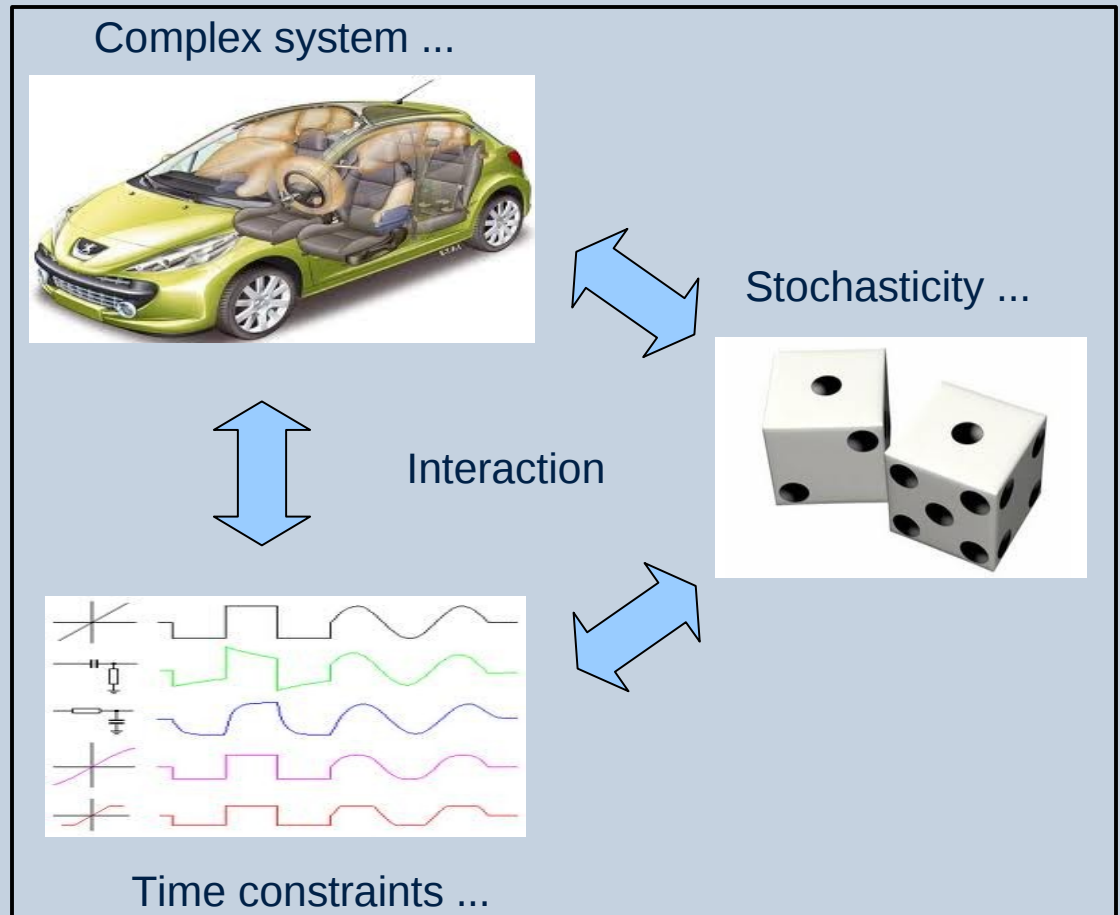 Complex system ...
Stochasticity ...
Interaction
Time constraints ...